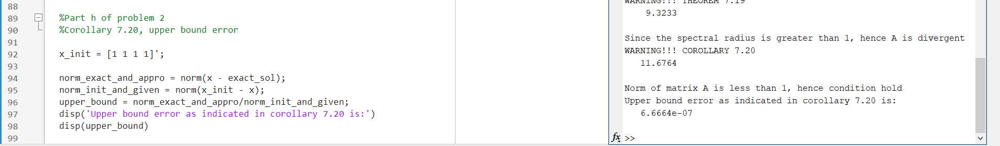 88
89 %Part h of problem 2
90 %Corollary 7.20, upper bound error
91
92 x_init = [1 1 1 1]';
93
94 norm_exact_and_appro = norm(x - exact_sol);
95 norm_init_and_given = norm(x_init - x);
96 upper_bound = norm_exact_and_appro/norm_init_and_given;
97 disp('Upper bound error as indicated in corollary 7.20 is:')
98 disp(upper_bound)
99
WARNING!!! THEOREM 7.19
9.3233
Since the spectral radius is greater than 1, hence A is divergent
WARNING!!! COROLLARY 7.20
11.6764
Norm of matrix A is less than 1, hence condition hold
Upper bound error as indicated in corollary 7.20 is:
6.6664e-07
fx >>